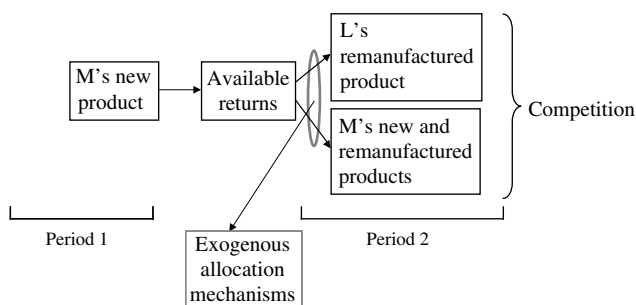 M's new
product
Available
returns
L's
remanufactured
product
M's new and
remanufactured
products
Competition
Period 1
Period 2
Exogenous
allocation
mechanisms